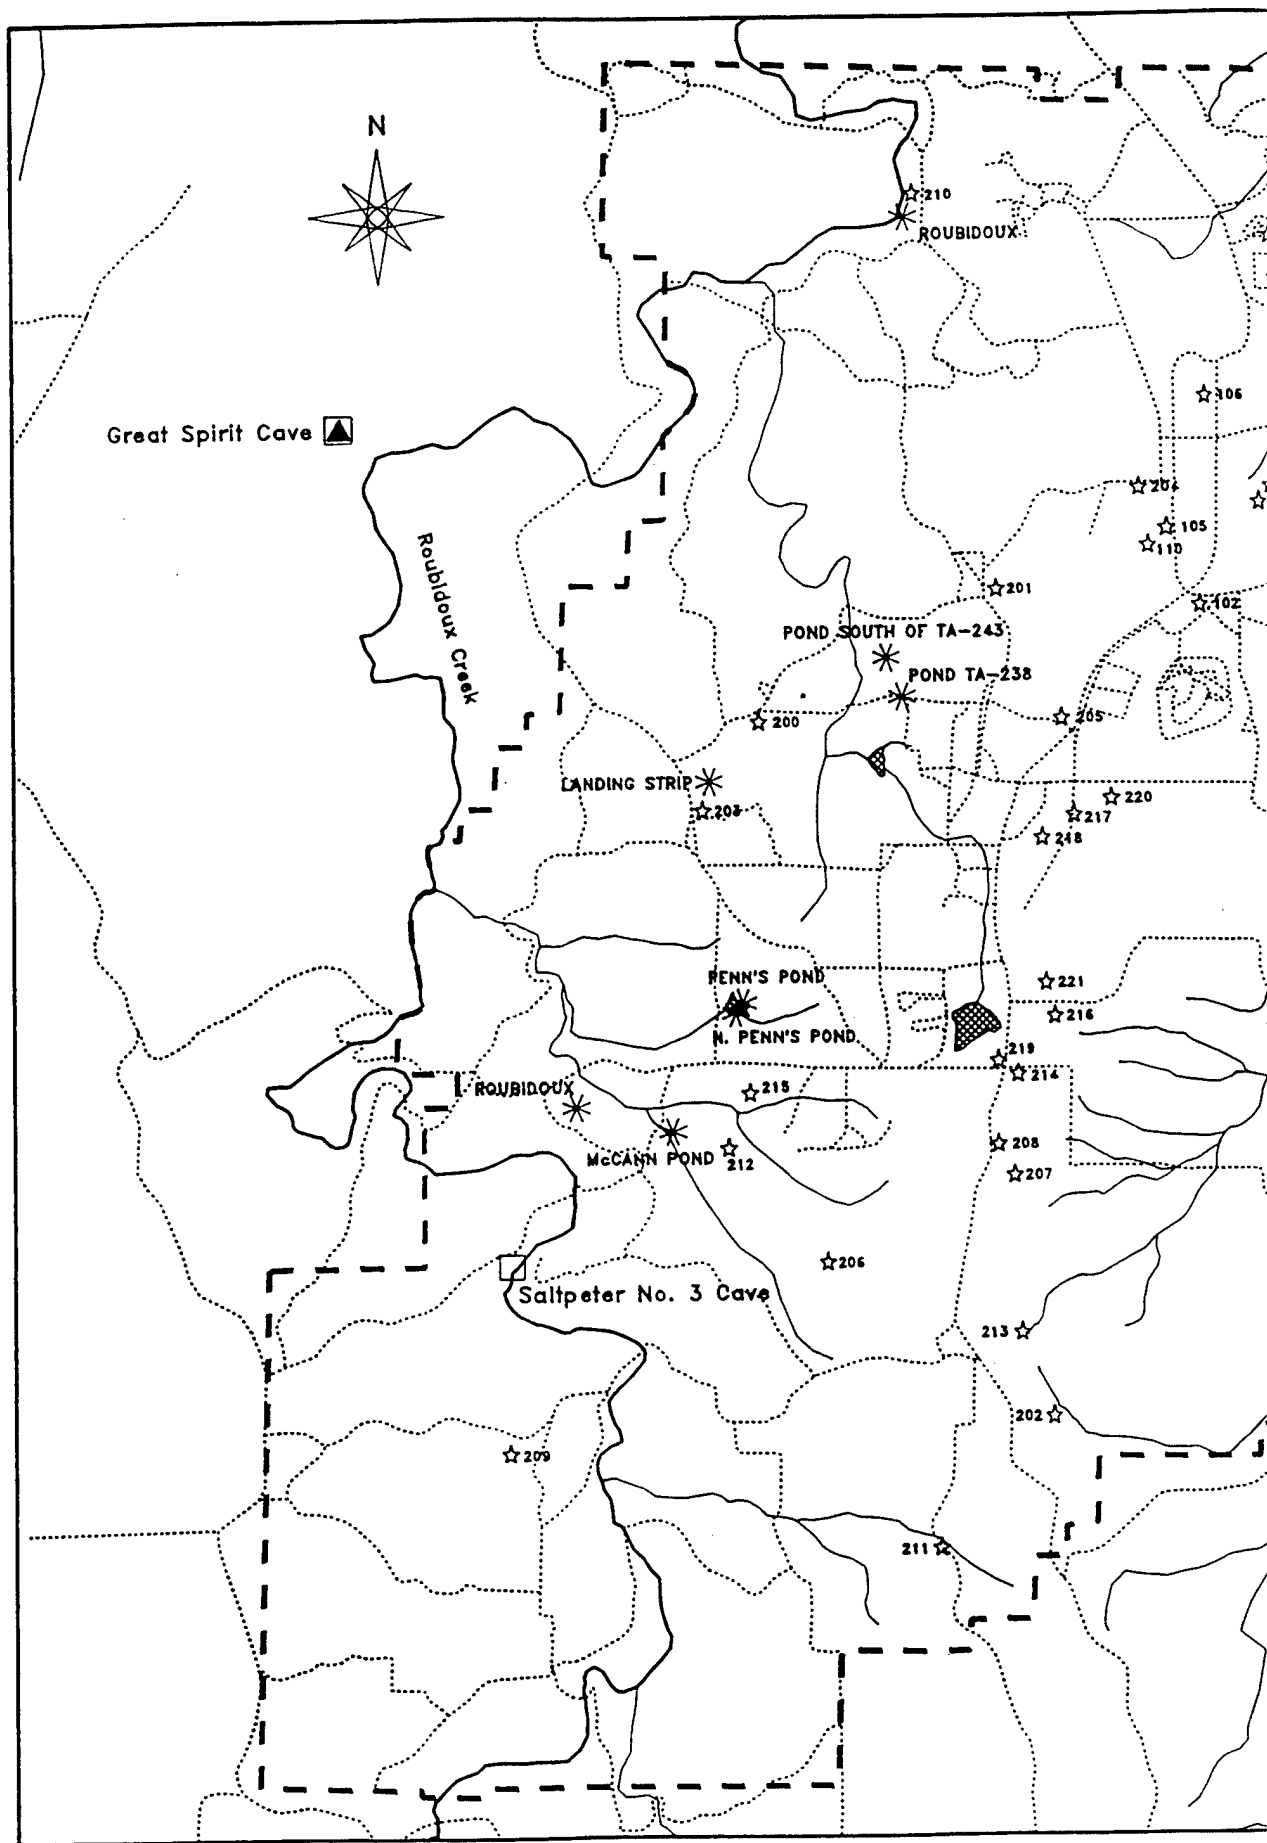 N
210
ROUBIDOUX
106
Great Spirit Cave
204
105
110
Roubidoux Creek
201
102
POND SOUTH OF TA-243
POND TA-238
200
205
LANDING STRIP
203
220
217
248
PENN'S POND
221
216
N. PENN'S POND
219
214
ROUBIDOUX
215
208
McCANN POND
212
207
206
Saltpeter No. 3 Cave
213
202
209
211